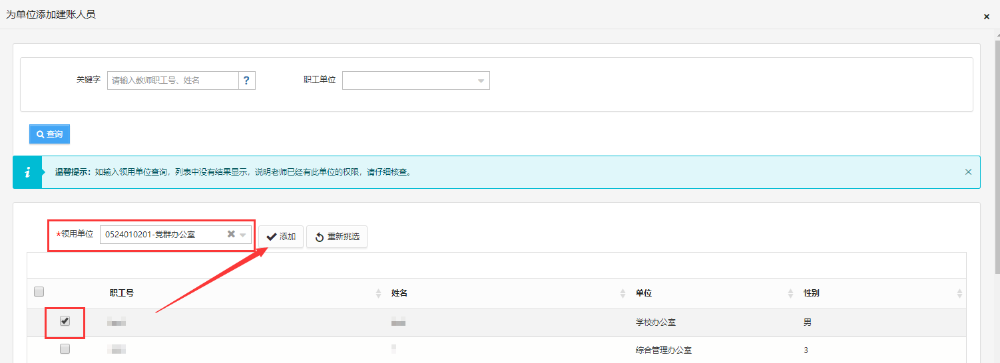 为单位添加建账人员
×
关键字 请输入教师职工号、姓名 ? 职工单位
查询
i 温馨提示：如输入领用单位查询，列表中没有结果显示，说明老师已经有此单位的权限，请仔细核查。 ×
*领用单位 0524010201-党群办公室 ✖ 添加 重新挑选
职工号 姓名 单位 性别
学校办公室 男
综合管理办公室 3